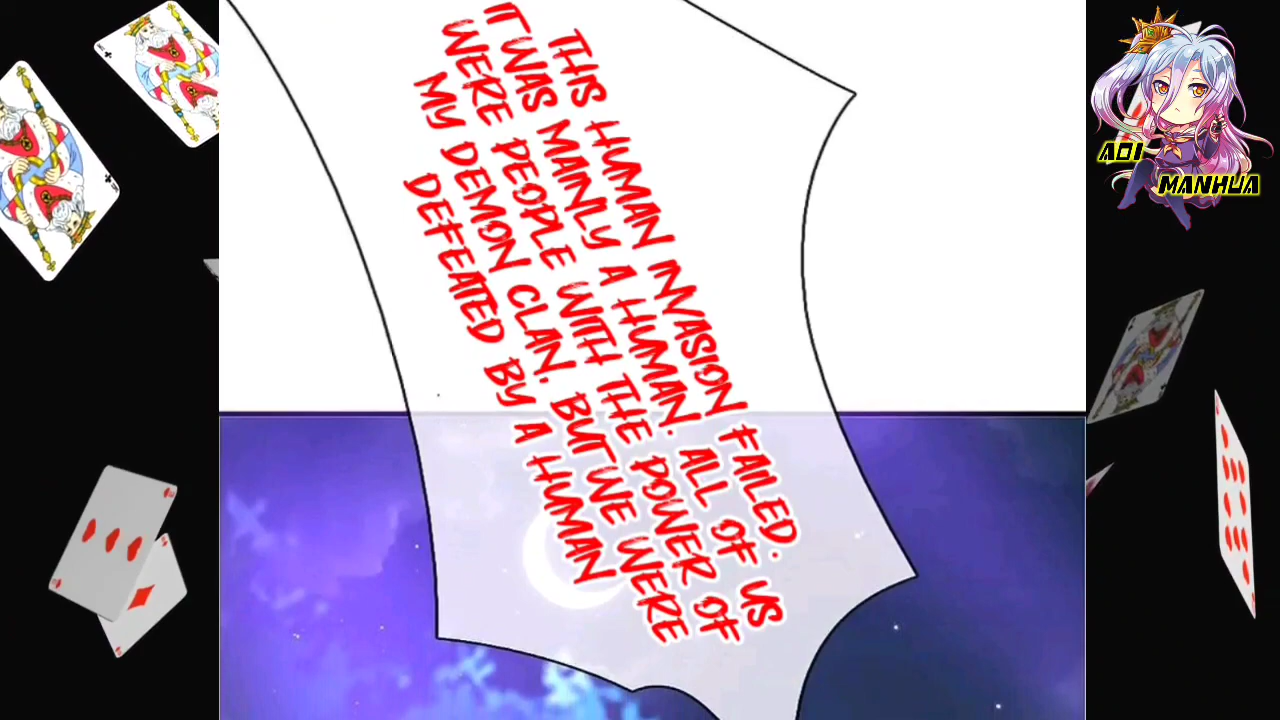 THIS HUMAN INVASION FAILED.
IT WAS MAINLY A HUMAN. ALL OF US
WERE PEOPLE WITH THE POWER OF
MY DEMON CLAN. BUT WE WERE
DEFEATED BY A HUMAN
AOI
MANHUA